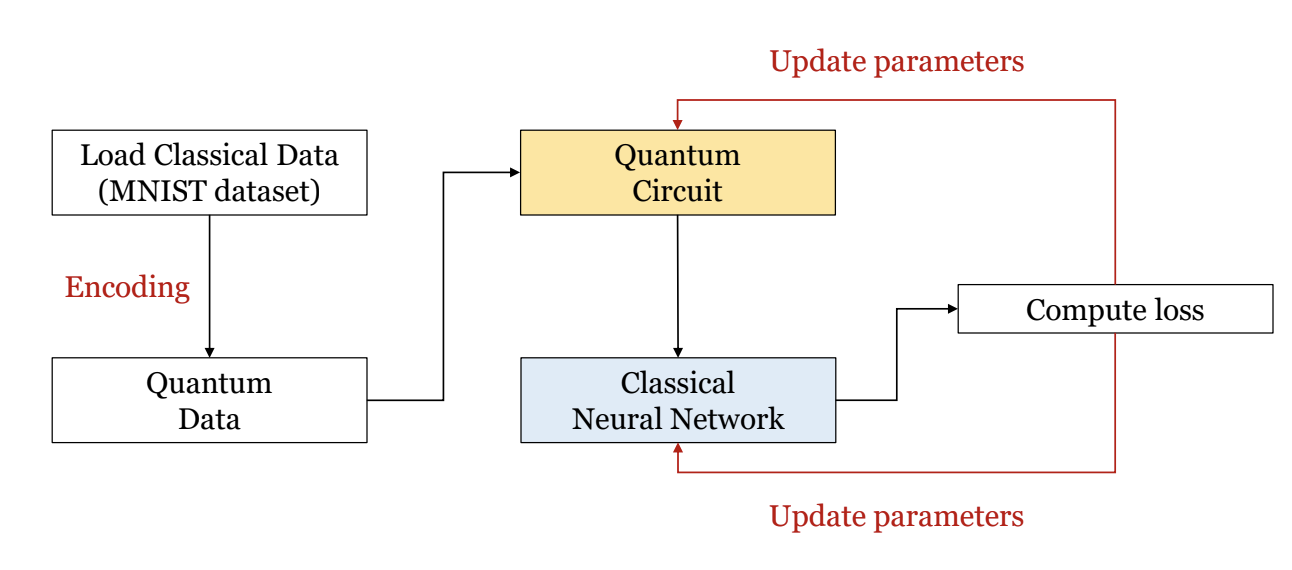 Update parameters
Load Classical Data
(MNIST dataset)
Quantum
Circuit
Encoding
Compute loss
Quantum
Data
Classical
Neural Network
Update parameters